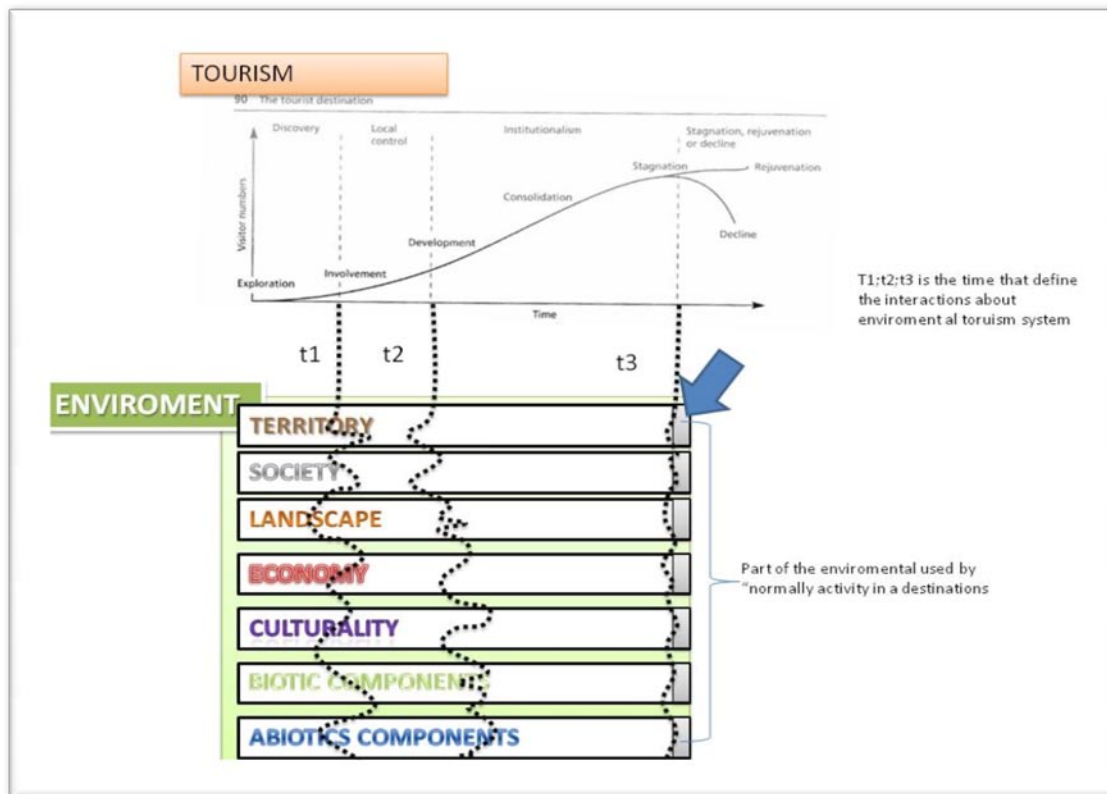 TOURISM
90 The tourist destination
Discovery
Local
control
Institutionalism
Stagnation, rejuvenation
or decline
Visitor numbers
Stagnation
Rejuvenation
Consolidation
Decline
Development
Involvement
Exploration
Time
T1;t2;t3 is the time that define
the interactions about
enviroment al toruism system
t1
t2
t3
ENVIROMENT
TERRITORY
SOCIETY
LANDSCAPE
ECONOMY
Part of the enviromental used by
“normally activity in a destinations
CULTURALITY
BIOTIC COMPONENTS
ABIOTICS COMPONENTS